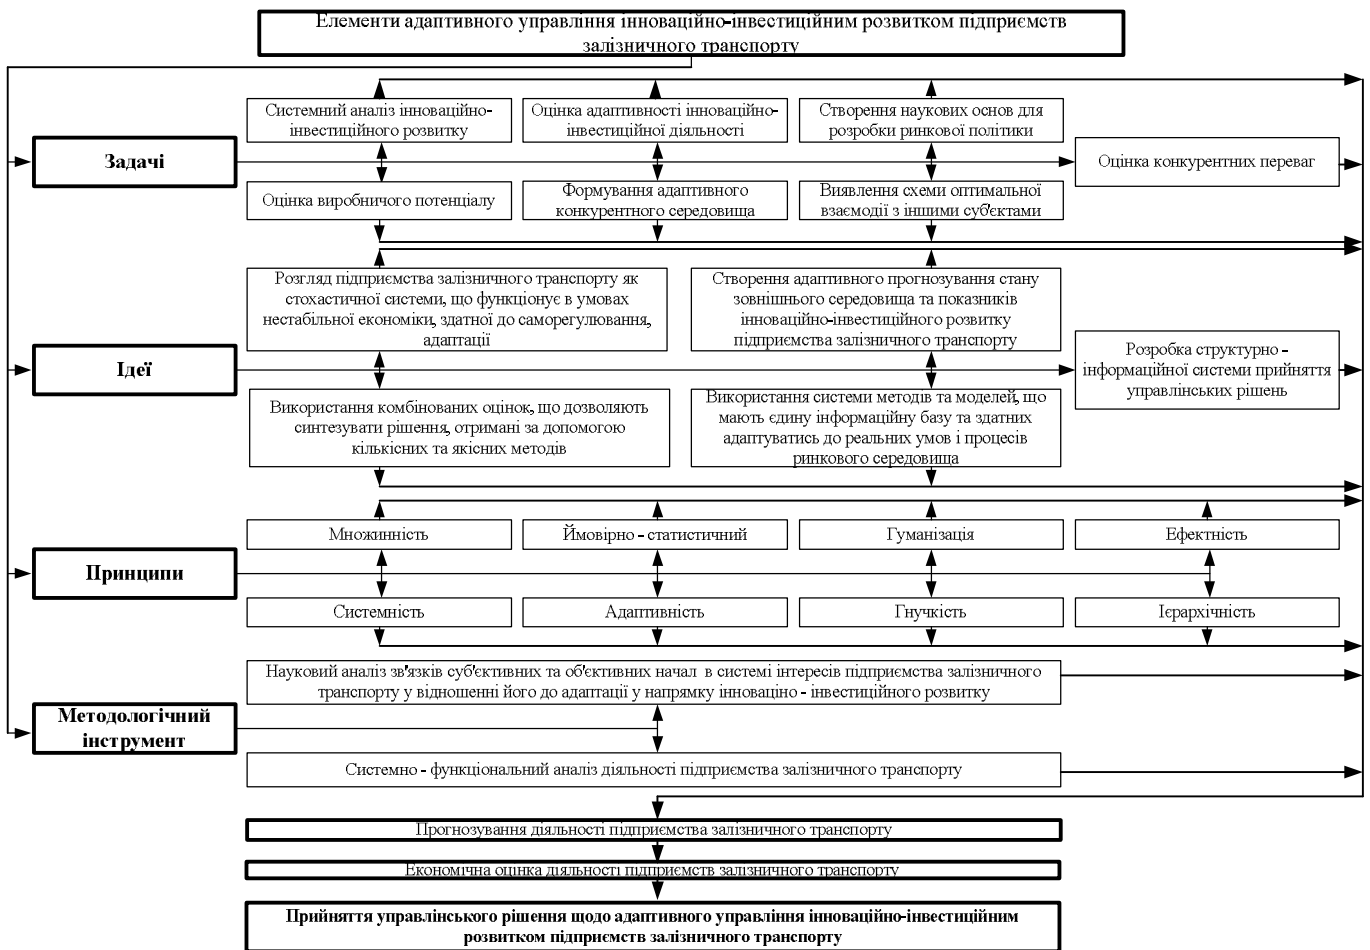 Елементи адаптивного управління інноваційно-інвестиційним розвитком підприємств
залізничного транспорту
Системний аналіз інноваційно-
інвестиційного розвитку
Оцінка адаптивності інноваційно-
інвестиційної діяльності
Створення наукових основ для
розробки ринкової політики
Задачі
Оцінка конкурентних переваг
Оцінка виробничого потенціалу
Формування адаптивного
конкурентного середовища
Виявлення схеми оптимальної
взаємодії з іншими суб'єктами
Розгляд підприємства залізничного транспорту як
стохастичної системи, що функціонує в умовах
нестабільної економіки, здатної до саморегулювання,
адаптації
Створення адаптивного прогнозування стану
зовнішнього середовища та показників
інноваційно-інвестиційного розвитку
підприємства залізничного транспорту
Ідеї
Розробка структурно -
інформаційної системи прийняття
управлінських рішень
Використання комбінованих оцінок, що дозволяють
синтезувати рішення, отримані за допомогою
кількісних та якісних методів
Використання системи методів та моделей, що
мають єдину інформаційну базу та здатних
адаптуватись до реальних умов і процесів
ринкового середовища
Множинність
Ймовірно - статистичний
Гуманізація
Ефектність
Принципи
Системність
Адаптивність
Гнучкість
Ієрархічність
Науковий аналіз зв'язків суб'єктивних та об'єктивних начал в системі інтересів підприємства залізничного
транспорту у відношенні його до адаптації у напрямку інноваціно - інвестиційного розвитку
Методологічний
інструмент
Системно - функціональний аналіз діяльності підприємства залізничного транспорту
Прогнозування діяльності підприємства залізничного транспорту
Економічна оцінка діяльності підприємств залізничного транспорту
Прийняття управлінського рішення щодо адаптивного управління інноваційно-інвестиційним
розвитком підприємств залізничного транспорту